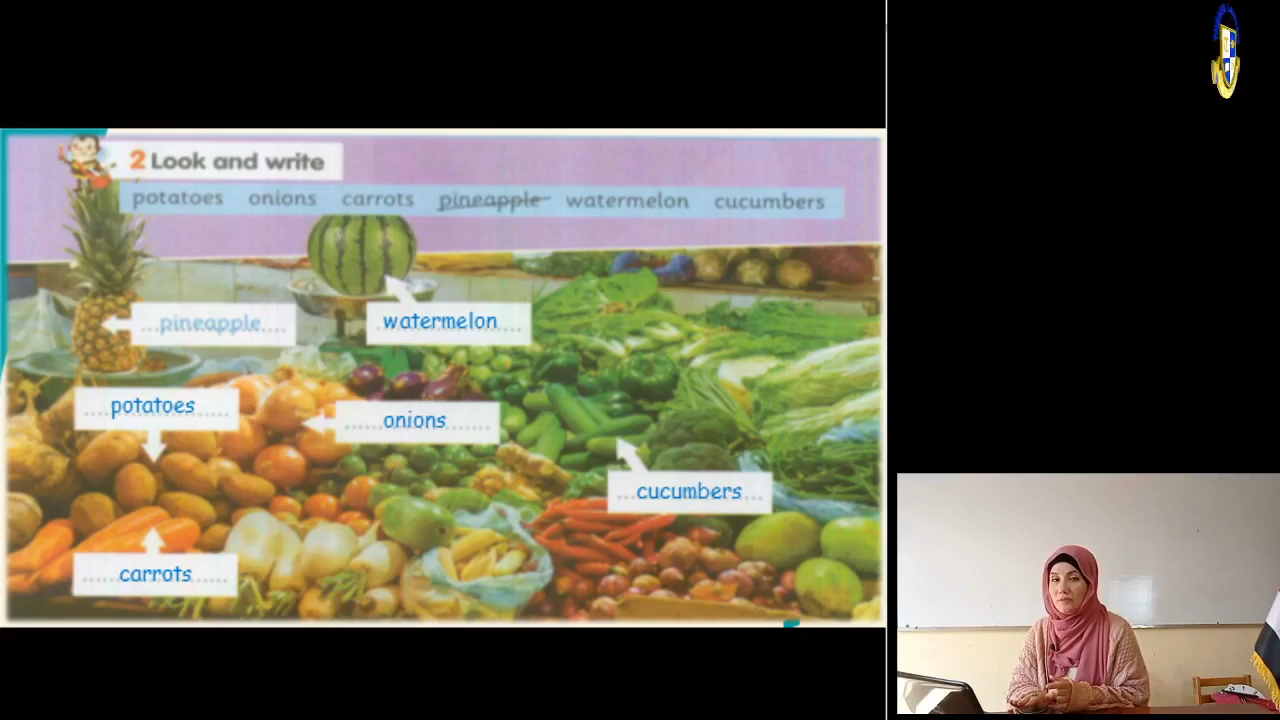 2 Look and write
potatoes onions carrots pineapple watermelon cucumbers
pineapple
watermelon
potatoes
onions
cucumbers
carrots